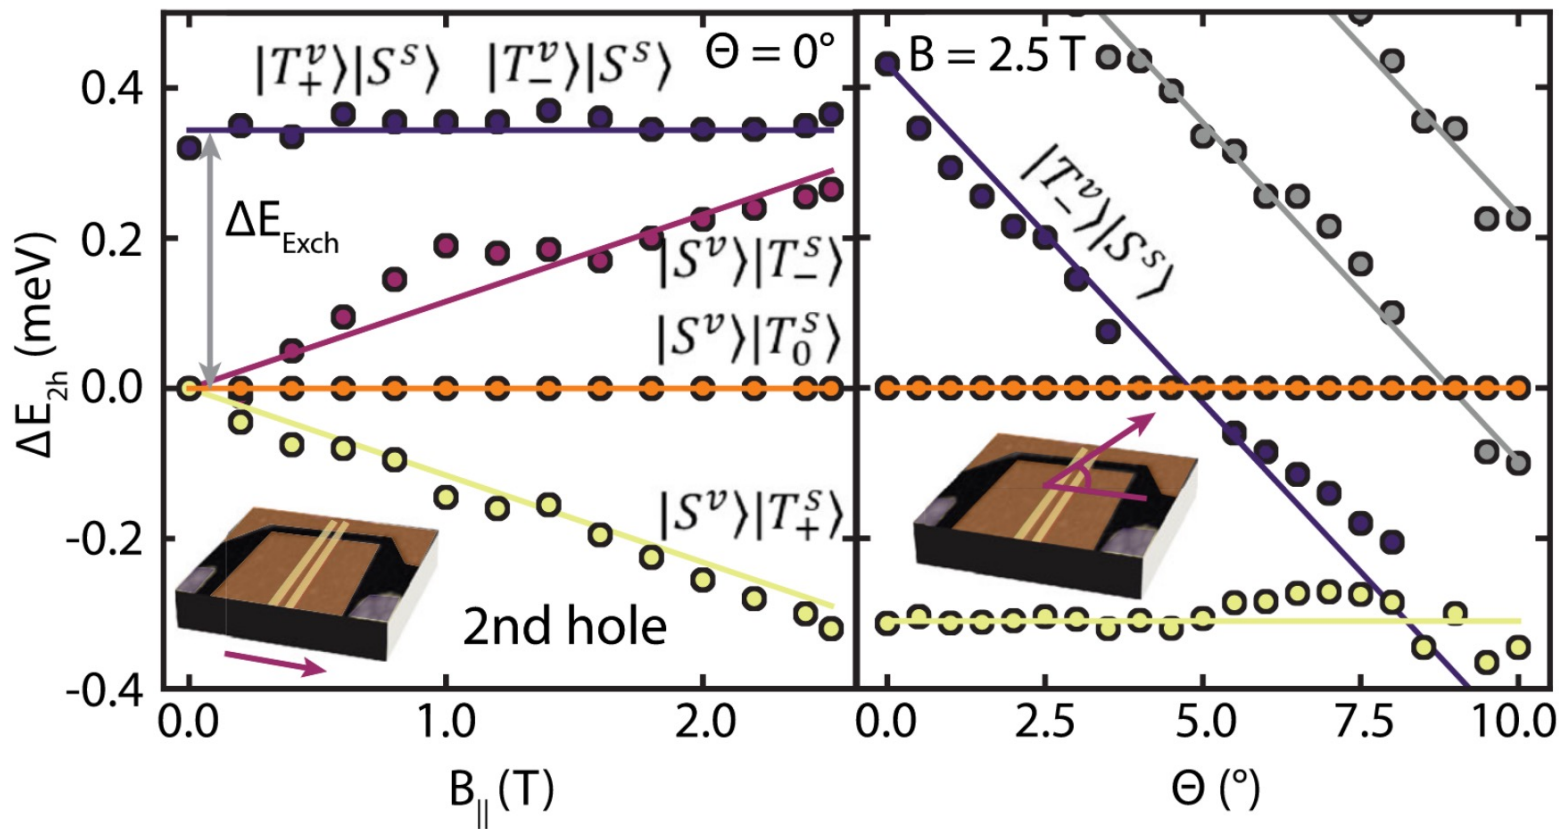 |T₊ᵛ⟩|Sˢ⟩ |T₋ᵛ⟩|Sˢ⟩ Θ = 0°
ΔE_Exch
|Sᵛ⟩|T₋ˢ⟩
|Sᵛ⟩|T₀ˢ⟩
|Sᵛ⟩|T₊ˢ⟩
2nd hole
0.4
0.2
0.0
-0.2
-0.4
ΔE_2h (meV)
0.0 1.0 2.0
B_|| (T)
B = 2.5 T
|T₋ᵛ⟩|Sˢ⟩
0.0 2.5 5.0 7.5 10.0
Θ (°)